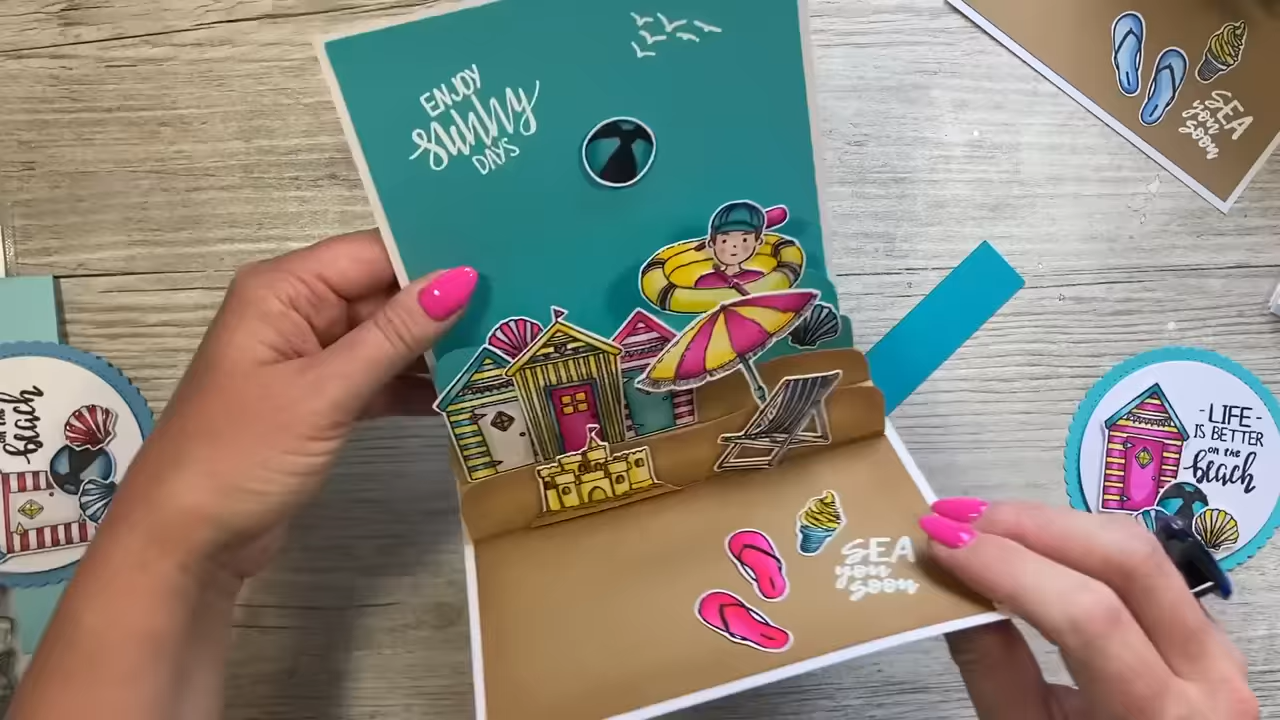 ENJOY
sunny
DAYS
SEA
you
soon
SEA
you
soon
on the
beach
-LIFE-
IS BETTER
on the
beach